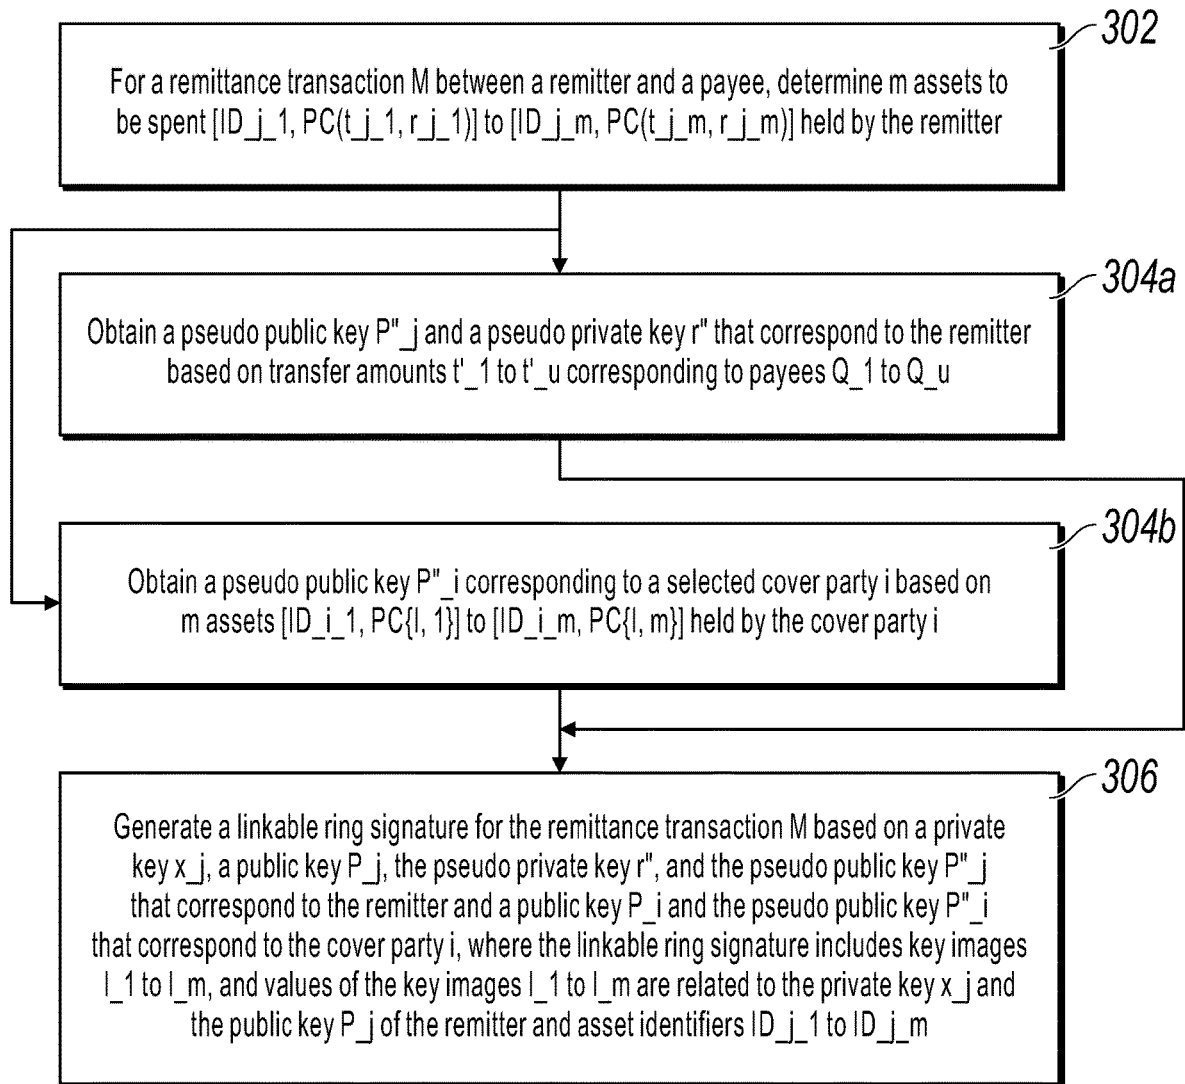 302
For a remittance transaction M between a remitter and a payee, determine m assets to
be spent [ID_j_1, PC(t_j_1, r_j_1)] to [ID_j_m, PC(t_j_m, r_j_m)] held by the remitter
304a
Obtain a pseudo public key P"_j and a pseudo private key r" that correspond to the remitter
based on transfer amounts t'_1 to t'_u corresponding to payees Q_1 to Q_u
304b
Obtain a pseudo public key P"_i corresponding to a selected cover party i based on
m assets [ID_i_1, PC{I, 1}] to [ID_i_m, PC{I, m}] held by the cover party i
306
Generate a linkable ring signature for the remittance transaction M based on a private
key x_j, a public key P_j, the pseudo private key r", and the pseudo public key P"_j
that correspond to the remitter and a public key P_i and the pseudo public key P"_i
that correspond to the cover party i, where the linkable ring signature includes key images
I_1 to I_m, and values of the key images I_1 to I_m are related to the private key x_j and
the public key P_j of the remitter and asset identifiers ID_j_1 to ID_j_m